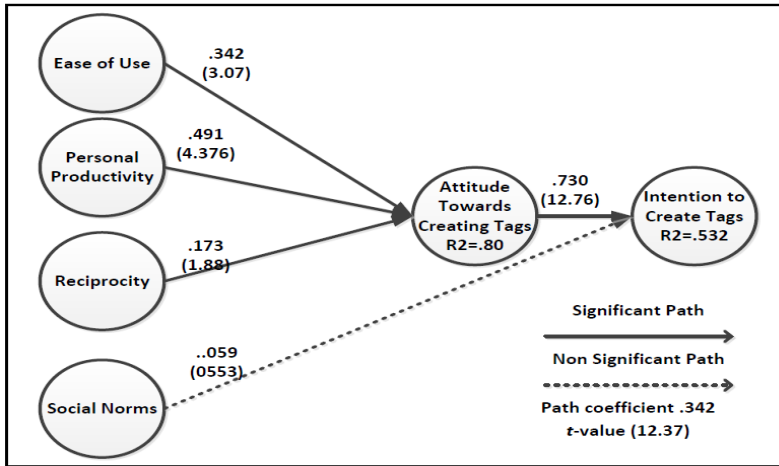 Ease of Use
.342
(3.07)
Personal
Productivity
.491
(4.376)
Reciprocity
.173
(1.88)
Social Norms
..059
(0553)
Attitude
Towards
Creating Tags
R2=.80
.730
(12.76)
Intention to
Create Tags
R2=.532
Significant Path
Non Significant Path
Path coefficient .342
t-value (12.37)